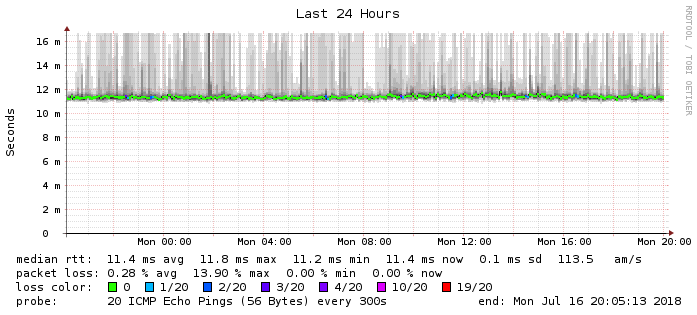 Last 24 Hours
RRDTOOL / TOBI OETIKER
Seconds
16 m
14 m
12 m
10 m
8 m
6 m
4 m
2 m
0
Mon 00:00 Mon 04:00 Mon 08:00 Mon 12:00 Mon 16:00 Mon 20:00
median rtt: 11.4 ms avg 11.8 ms max 11.2 ms min 11.4 ms now 0.1 ms sd 113.5 am/s
packet loss: 0.28 % avg 13.90 % max 0.00 % min 0.00 % now
loss color: 0 1/20 2/20 3/20 4/20 10/20 19/20
probe: 20 ICMP Echo Pings (56 Bytes) every 300s end: Mon Jul 16 20:05:13 2018